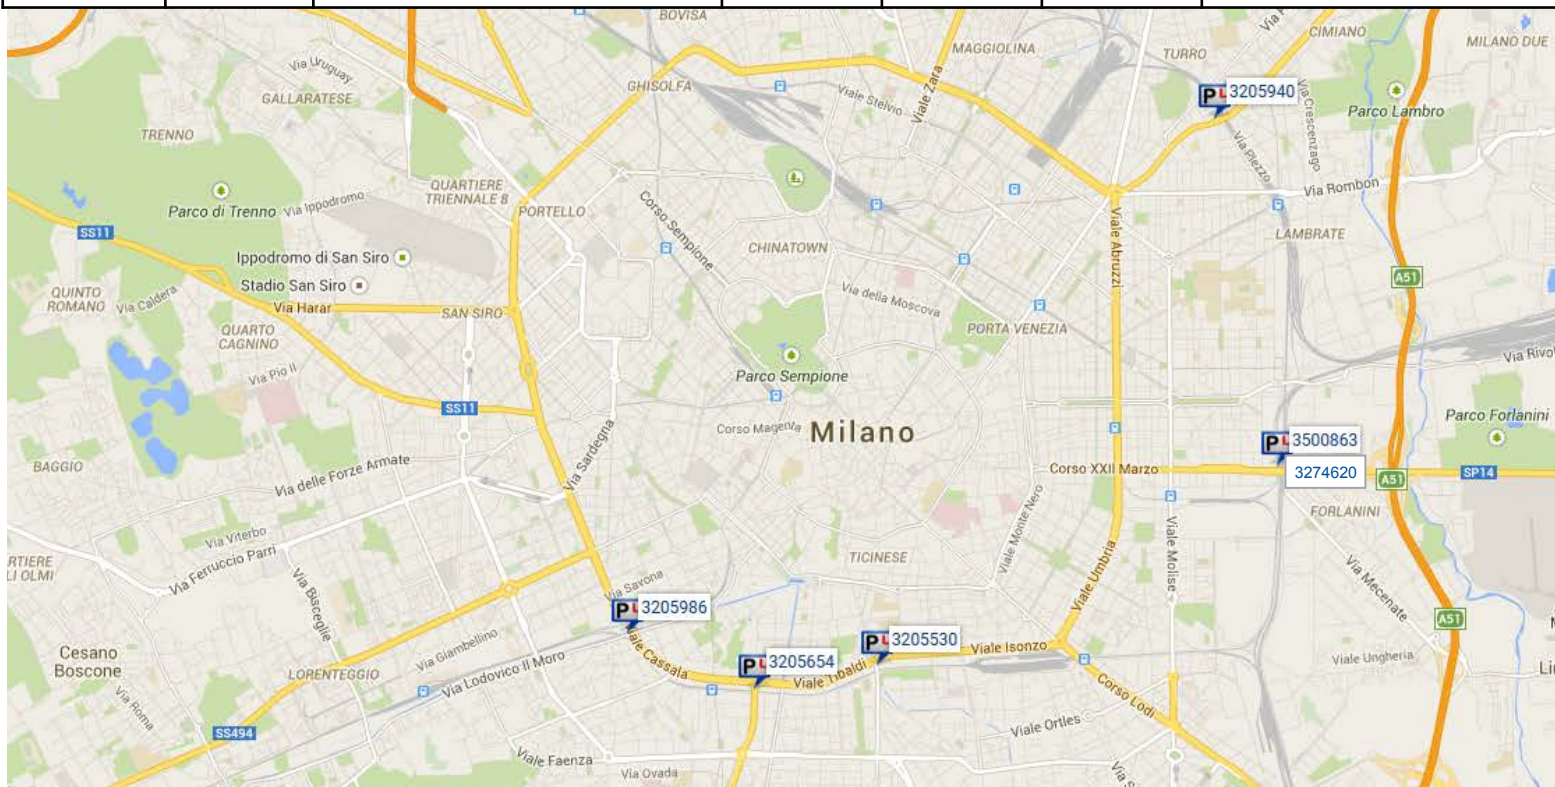 BOVISA
CIMIANO
MAGGIOLINA
MILANO DUE
TURRO
Via Uruguay
GHISOLFA
GALLARATESE
Viale Stelvio
Viale Zara
P
3205940
Via Crescenzago
Parco Lambro
TRENNO
Via Plezzo
QUARTIERE
TRIENNALE 8
Via Rombon
Parco di Trenno
Via Ippodromo
PORTELLO
Corso Sempione
SS11
Viale Abruzzi
LAMBRATE
CHINATOWN
Ippodromo di San Siro
Stadio San Siro
A51
QUINTO
ROMANO
Via Caldera
Via Harar
SAN SIRO
Via della Moscova
PORTA VENEZIA
QUARTO
CAGNINO
Via Pio II
Parco Sempione
SS11
Parco Forlanini
Corso Magenta
Milano
Via Sardegna
P
3500863
BAGGIO
Via delle Forze Armate
Corso XXII Marzo
3274620
A51
SP14
FORLANINI
Viale Monte Nero
Viale Molise
Via Viterbo
Via Ferruccio Parri
TICINESE
Viale Umbria
Via Mecenate
Via Bisceglie
Via Savona
P
3205986
A51
Via Giambellino
P
3205530
Viale Isonzo
Cesano
Boscone
Viale Cassala
P
3205654
Viale Tibaldi
Viale Ungheria
LORENTEGGIO
Via Lodovico Il Moro
Via Roma
Corso Lodi
SS494
Viale Ortles
Viale Faenza
Via Ovada